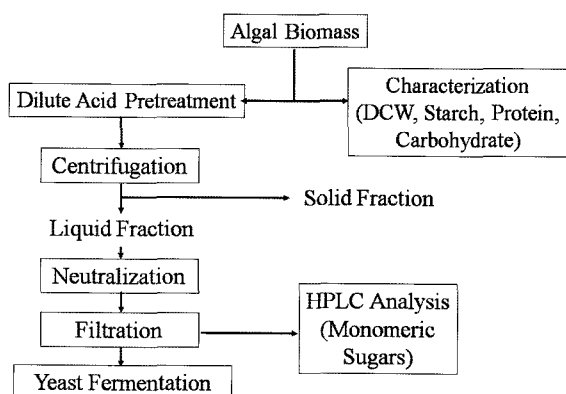 Algal Biomass
Dilute Acid Pretreatment
Characterization
(DCW, Starch, Protein,
Carbohydrate)
Centrifugation
Solid Fraction
Liquid Fraction
Neutralization
HPLC Analysis
(Monomeric
Sugars)
Filtration
Yeast Fermentation